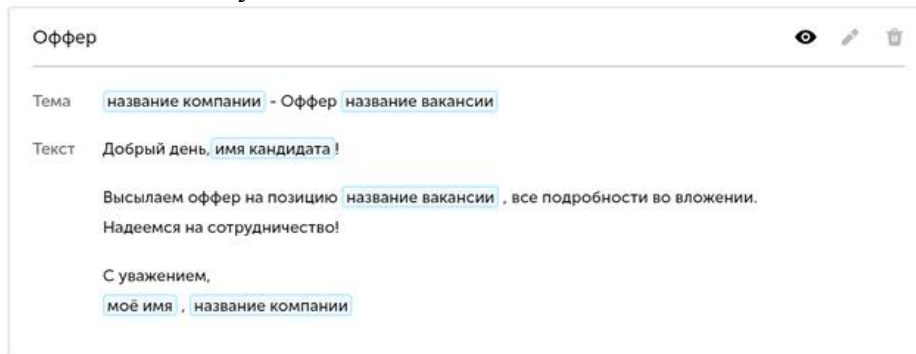 Оффер
Тема название компании - Оффер название вакансии
Текст Добрый день, имя кандидата !
Высылаем оффер на позицию название вакансии , все подробности во вложении.
Надеемся на сотрудничество!
С уважением,
моё имя , название компании